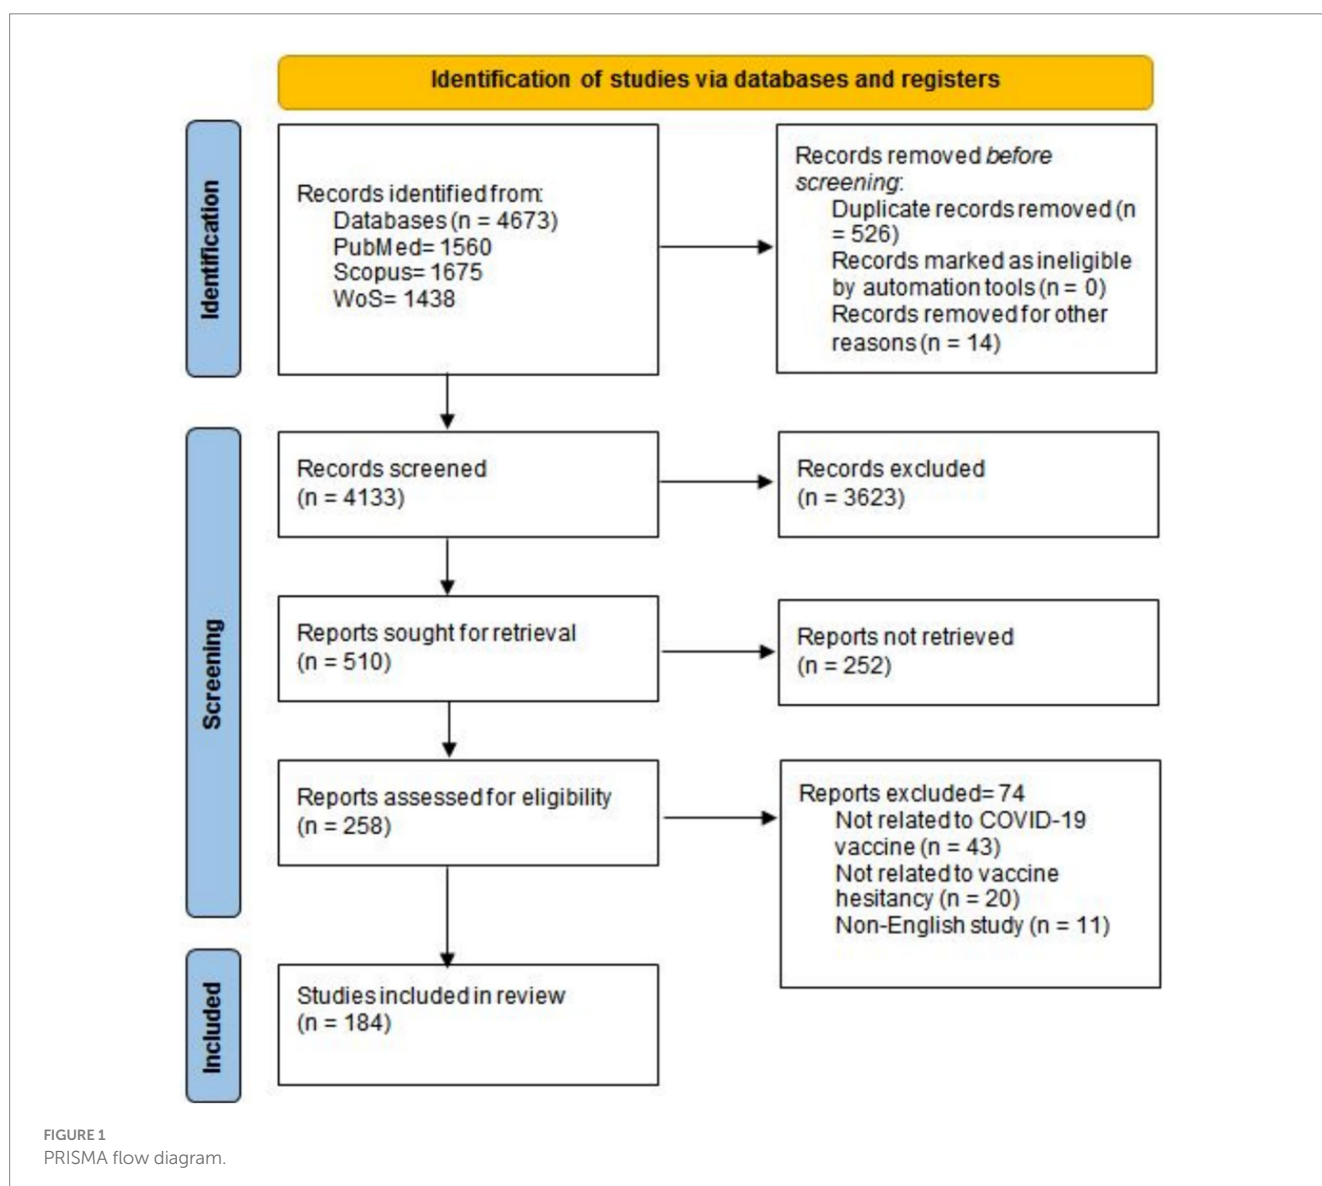 Identification of studies via databases and registers
Identification
Records identified from:
Databases (n = 4673)
PubMed= 1560
Scopus= 1675
WoS= 1438
Records removed before
screening:
Duplicate records removed (n
= 526)
Records marked as ineligible
by automation tools (n = 0)
Records removed for other
reasons (n = 14)
Screening
Records screened
(n = 4133)
Records excluded
(n = 3623)
Reports sought for retrieval
(n = 510)
Reports not retrieved
(n = 252)
Reports assessed for eligibility
(n = 258)
Reports excluded= 74
Not related to COVID-19
vaccine (n = 43)
Not related to vaccine
hesitancy (n = 20)
Non-English study (n = 11)
Included
Studies included in review
(n = 184)
FIGURE 1
PRISMA flow diagram.